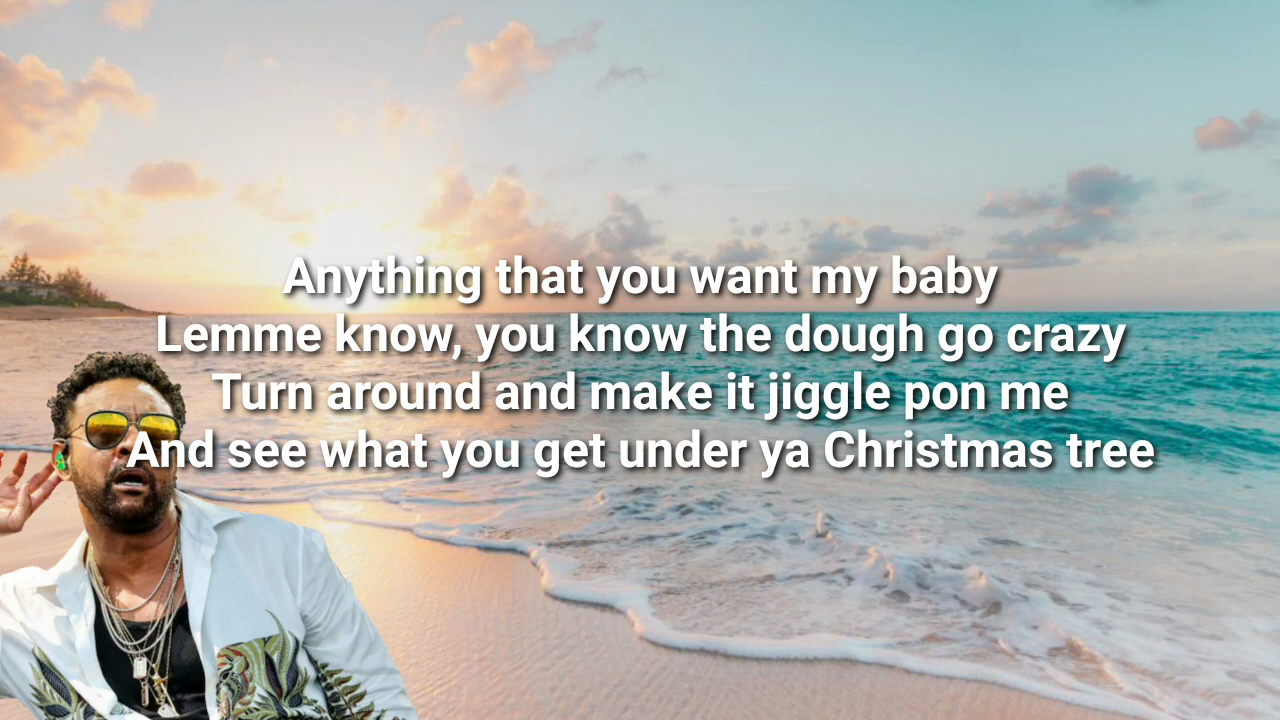 Anything that you want my baby
Lemme know, you know the dough go crazy
Turn around and make it jiggle pon me
And see what you get under ya Christmas tree